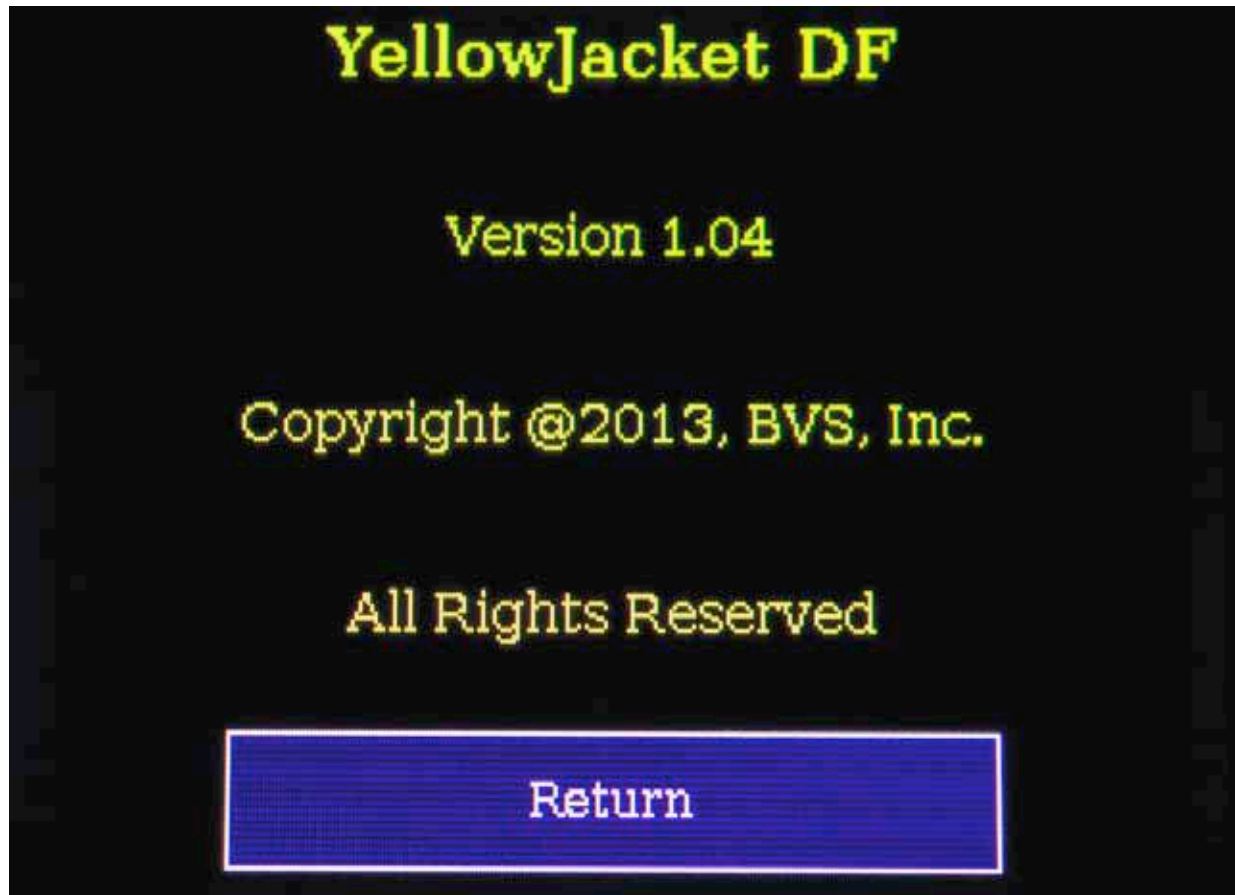 YellowJacket DF
Version 1.04
Copyright @2013, BVS, Inc.
All Rights Reserved
Return